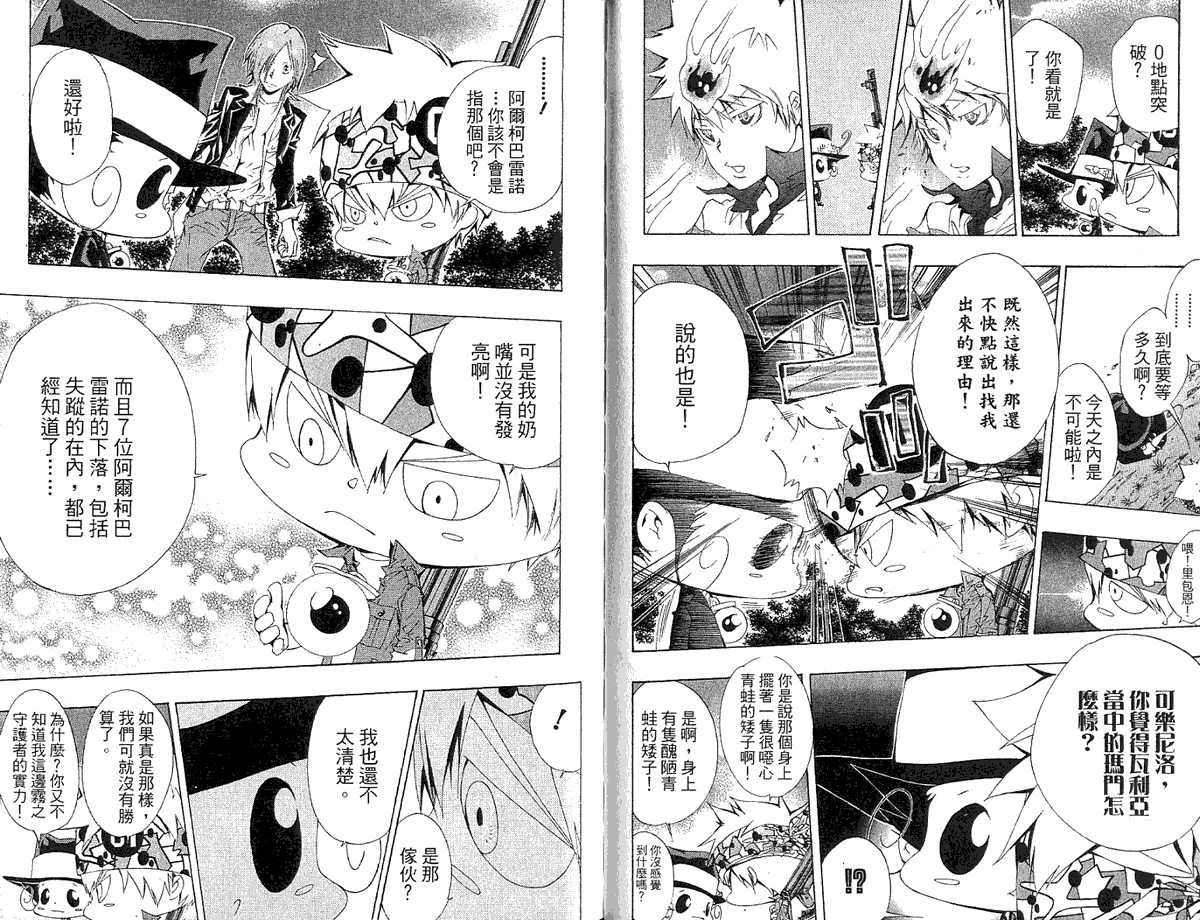 0地點突
破？
你看就是
了！
………
………
到底要等
多久啊？
今天之內是
不可能啦！
喂！里包恩！
既然這樣，那還
不快點說出找我
出來的理由！
說的也是！
可樂尼洛，
你覺得瓦利亞
當中的瑪門怎
麼樣？
!?
你是說那個身上
擺著一隻很噁心
青蛙的矮子啊！
是啊，身上
有隻醜陋青
蛙的矮子！
你沒感覺
到什麼嗎？
………！
阿爾柯巴雷諾
…你該不會是
指那個吧？
還好啦！
可是我的奶
嘴並沒有發
亮啊！
而且7位阿爾柯巴
雷諾的下落，包括
失蹤的在內，都已
經知道了……
！
是那
傢伙？
我也還不
太清楚。
如果真是那樣，
我們可就沒有勝
算了。
為什麼？你又不
知道我這邊霧之
守護者的實力！